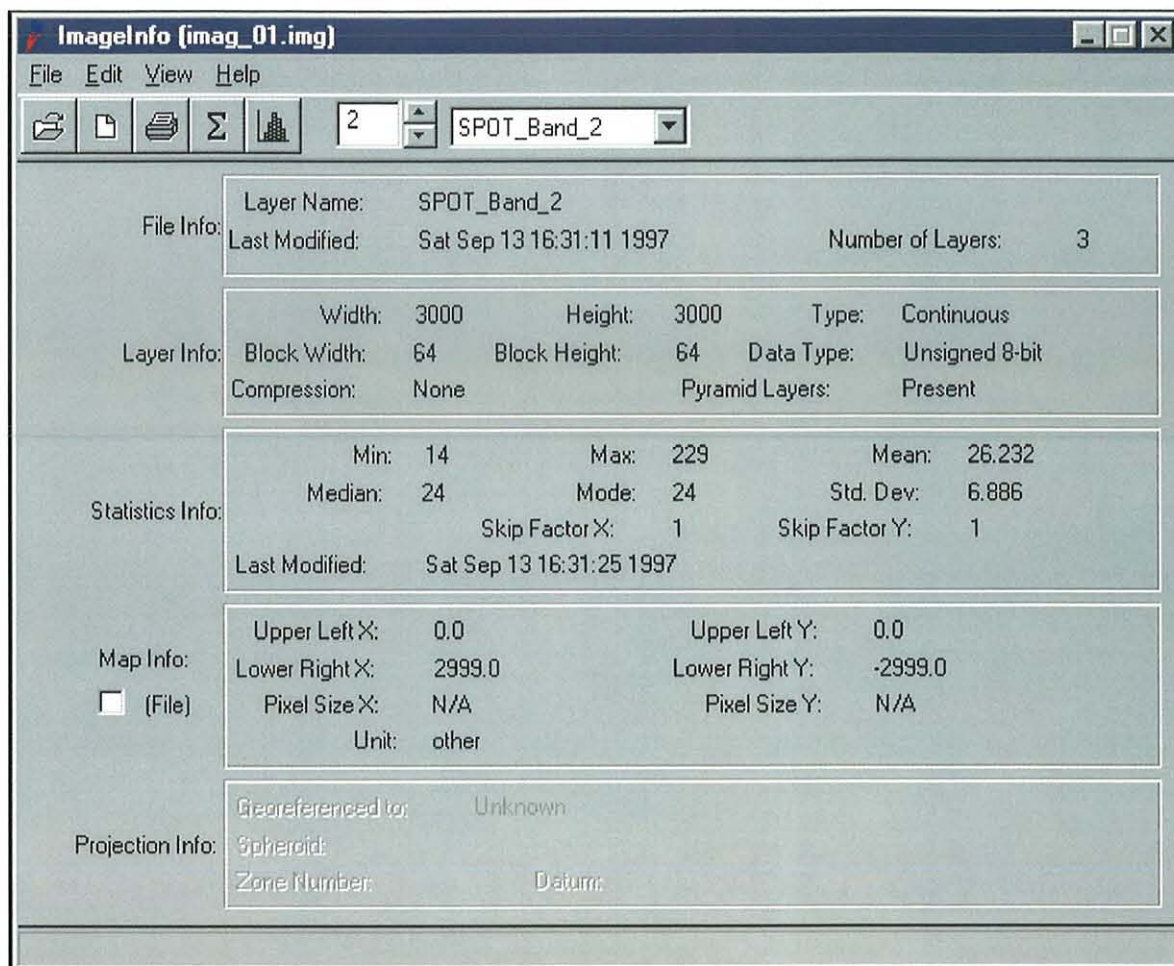 ImageInfo (imag_01.img)
File Edit View Help
Σ 2 SPOT_Band_2
File Info:
Layer Name: SPOT_Band_2
Last Modified: Sat Sep 13 16:31:11 1997 Number of Layers: 3
Layer Info:
Width: 3000 Height: 3000 Type: Continuous
Block Width: 64 Block Height: 64 Data Type: Unsigned 8-bit
Compression: None Pyramid Layers: Present
Statistics Info:
Min: 14 Max: 229 Mean: 26.232
Median: 24 Mode: 24 Std. Dev: 6.886
Skip Factor X: 1 Skip Factor Y: 1
Last Modified: Sat Sep 13 16:31:25 1997
Map Info:
(File)
Upper Left X: 0.0 Upper Left Y: 0.0
Lower Right X: 2999.0 Lower Right Y: -2999.0
Pixel Size X: N/A Pixel Size Y: N/A
Unit: other
Projection Info:
Georeferenced to: Unknown
Spheroid:
Zone Number: Datum: